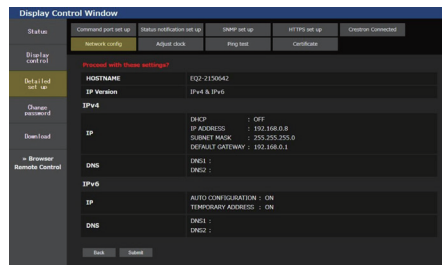 Display Control Window
Status
Display control
Detailed set up
Change password
Download
» Browser Remote Control
Command port set up
Status notification set up
SNMP set up
HTTPS set up
Crestron Connected
Network config
Adjust clock
Ping test
Certificate
Proceed with these settings?
HOSTNAME EQ2-2150642
IP Version IPv4 & IPv6
IPv4
IP
DHCP : OFF
IP ADDRESS : 192.168.0.8
SUBNET MASK : 255.255.255.0
DEFAULT GATEWAY : 192.168.0.1
DNS
DNS1 :
DNS2 :
IPv6
IP
AUTO CONFIGURATION : ON
TEMPORARY ADDRESS : ON
DNS
DNS1 :
DNS2 :
Back
Submit